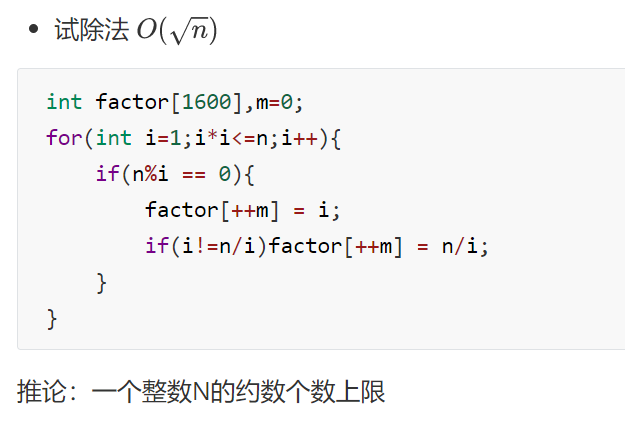 试除法 O(√n)
int factor[1600],m=0;
for(int i=1;i*i<=n;i++){
    if(n%i == 0){
        factor[++m] = i;
        if(i!=n/i)factor[++m] = n/i;
    }
}
推论：一个整数N的约数个数上限